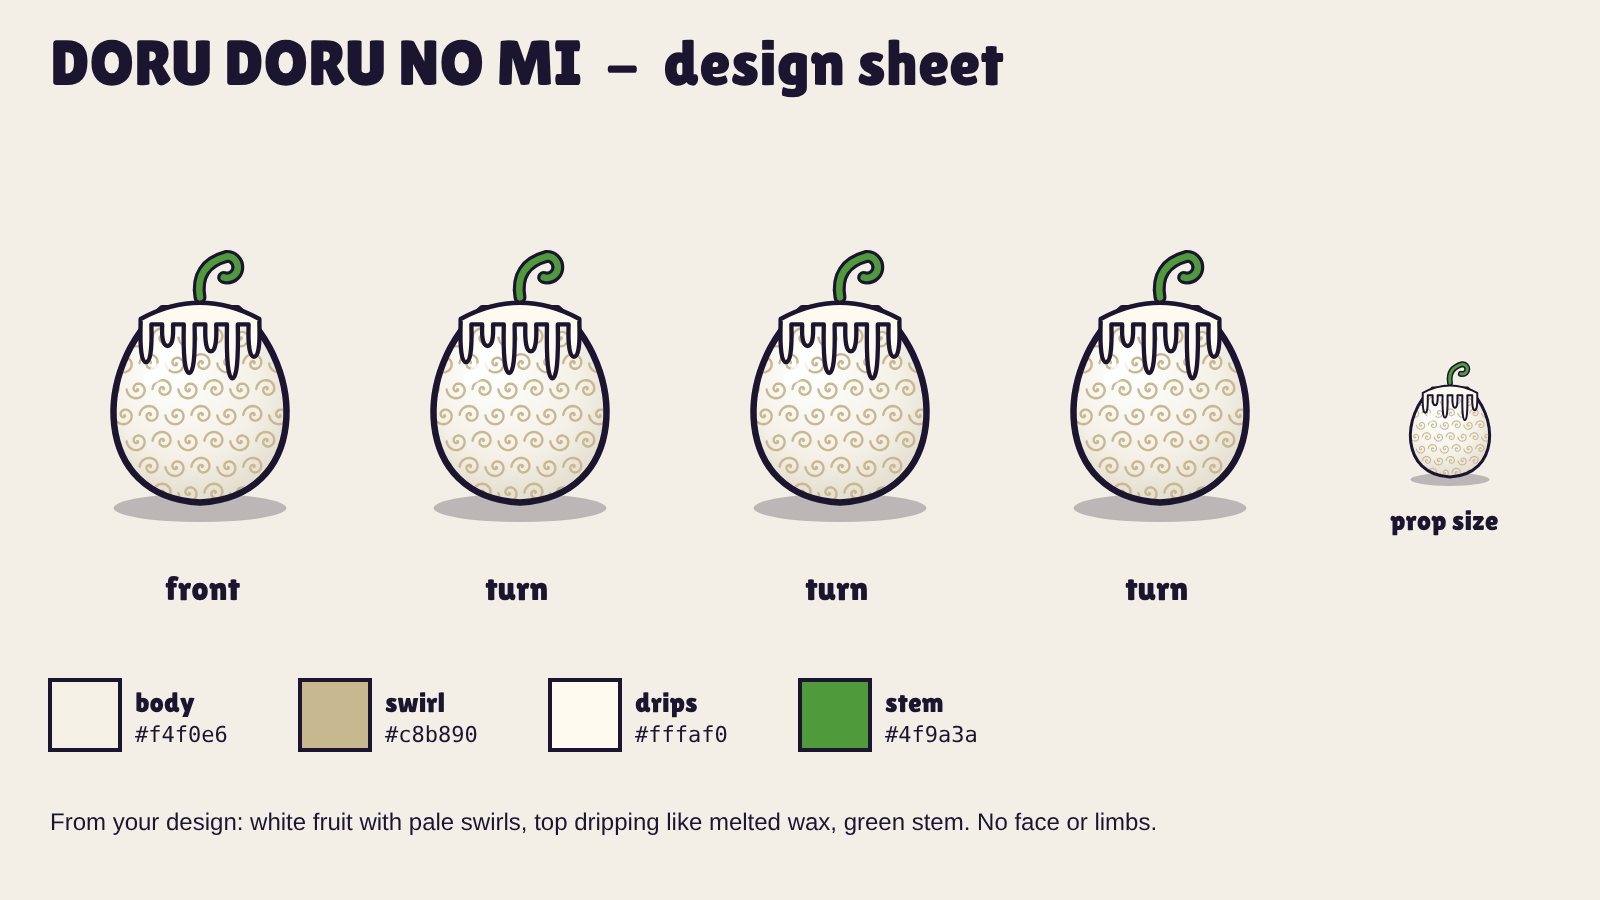 DORU DORU NO MI – design sheet
prop size
front
turn
turn
turn
body
#f4f0e6
swirl
#c8b890
drips
#fffaf0
stem
#4f9a3a
From your design: white fruit with pale swirls, top dripping like melted wax, green stem. No face or limbs.